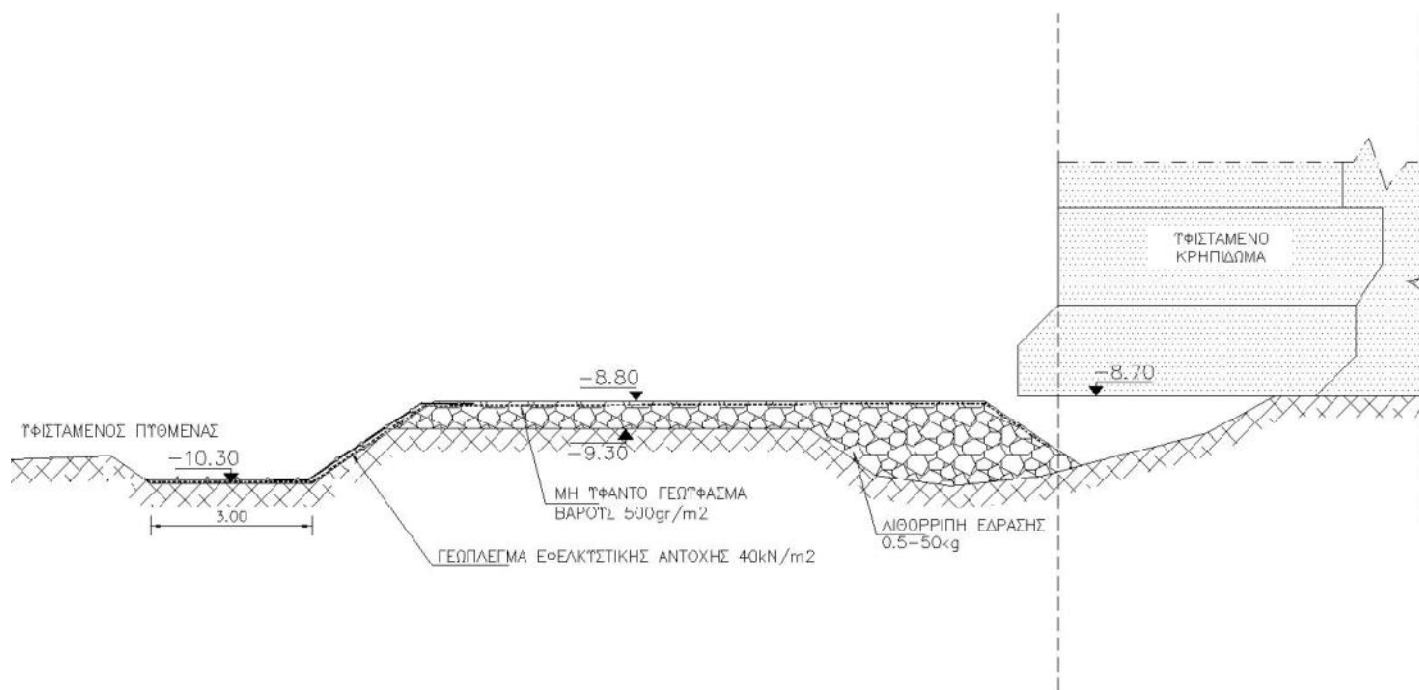 ΥΦΙΣΤΑΜΕΝΟ
ΚΡΗΠΙΔΩΜΑ
-8.80
-8.70
ΥΦΙΣΤΑΜΕΝΟΣ ΠΥΘΜΕΝΑΣ
-10.30
-9.30
3.00
ΜΗ ΥΦΑΝΤΟ ΓΕΩΥΦΑΣΜΑ
ΒΑΡΟΥΣ 500gr/m2
ΛΙΘΟΡΡΙΠΗ ΕΔΡΑΣΗΣ
0.5-50kg
ΓΕΩΠΛΕΓΜΑ ΕΦΕΛΚΥΣΤΙΚΗΣ ΑΝΤΟΧΗΣ 40kN/m2